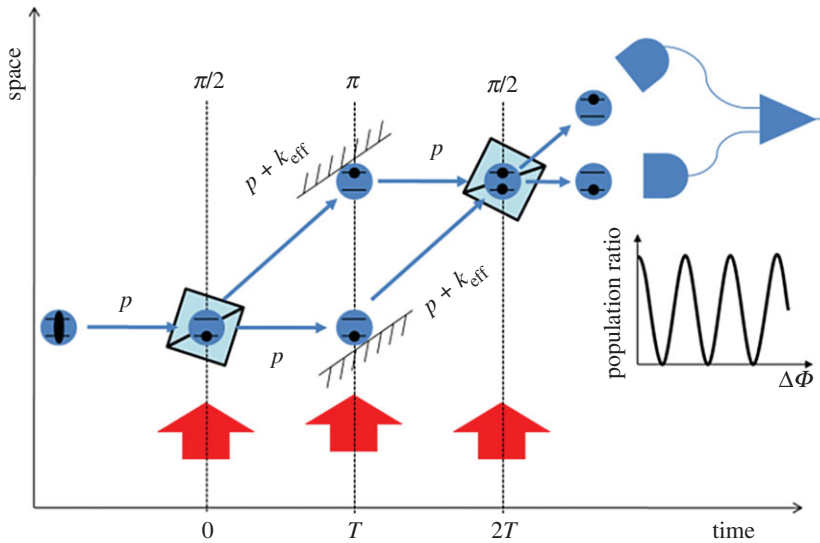 space
π/2
π
π/2
p + k_eff
p
p
p
p + k_eff
population ratio
ΔΦ
0
T
2T
time